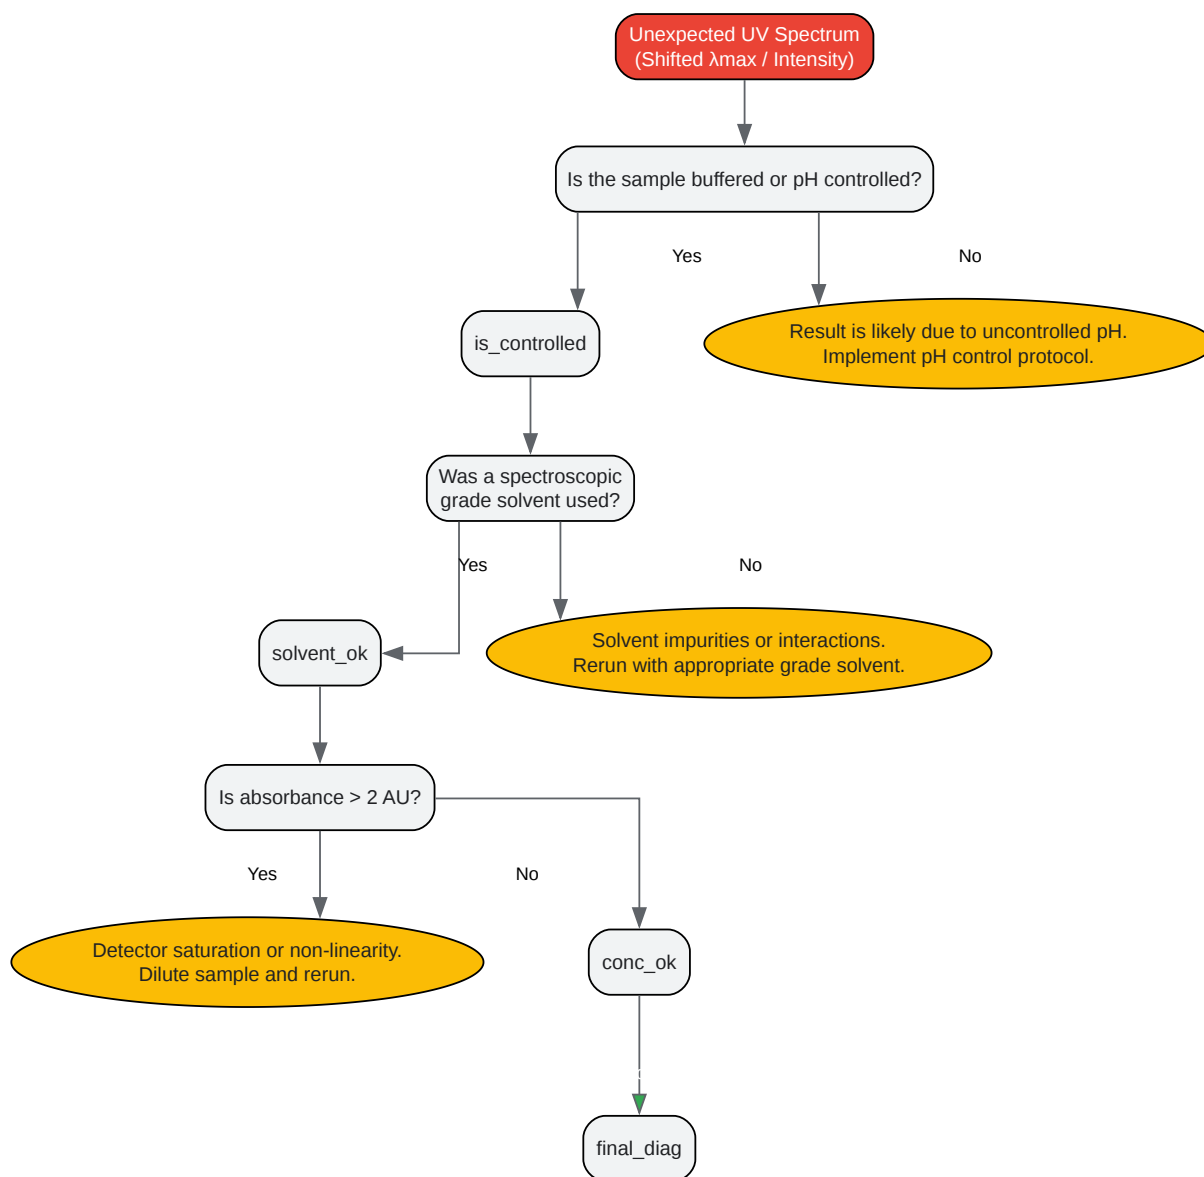 Unexpected UV Spectrum
(Shifted λmax / Intensity)
Is the sample buffered or pH controlled?
Yes
No
is_controlled
Result is likely due to uncontrolled pH.
Implement pH control protocol.
Was a spectroscopic
grade solvent used?
Yes
No
solvent_ok
Solvent impurities or interactions.
Rerun with appropriate grade solvent.
Is absorbance > 2 AU?
Yes
No
Detector saturation or non-linearity.
Dilute sample and rerun.
conc_ok
final_diag